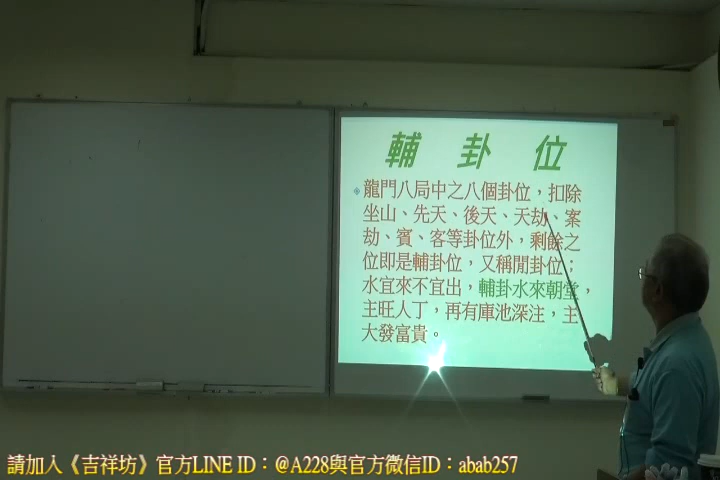 輔卦位
龍門八局中之八個卦位，扣除
坐山、先天、後天、天劫、案
劫、賓、客等卦位外，剩餘之
位即是輔卦位，又稱閒卦位；
水宜來不宜出，輔卦水來朝堂，
主旺人丁，再有庫池深注，主
大發富貴。
請加入《吉祥坊》官方LINE ID：@A228與官方微信ID：abab257